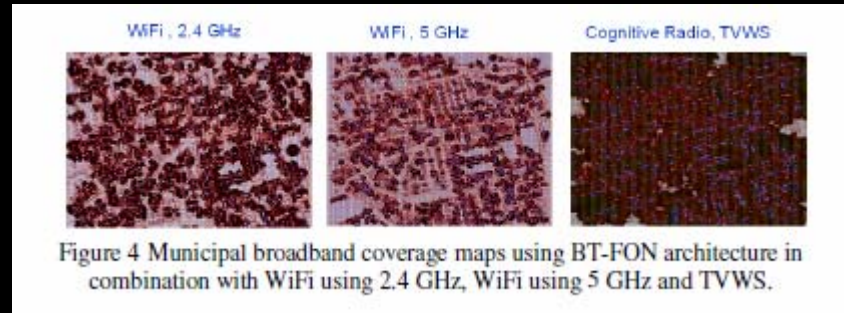 WiFi , 2.4 GHz
WiFi , 5 GHz
Cognitive Radio, TVWS
Figure 4 Municipal broadband coverage maps using BT-FON architecture in
combination with WiFi using 2.4 GHz, WiFi using 5 GHz and TVWS.